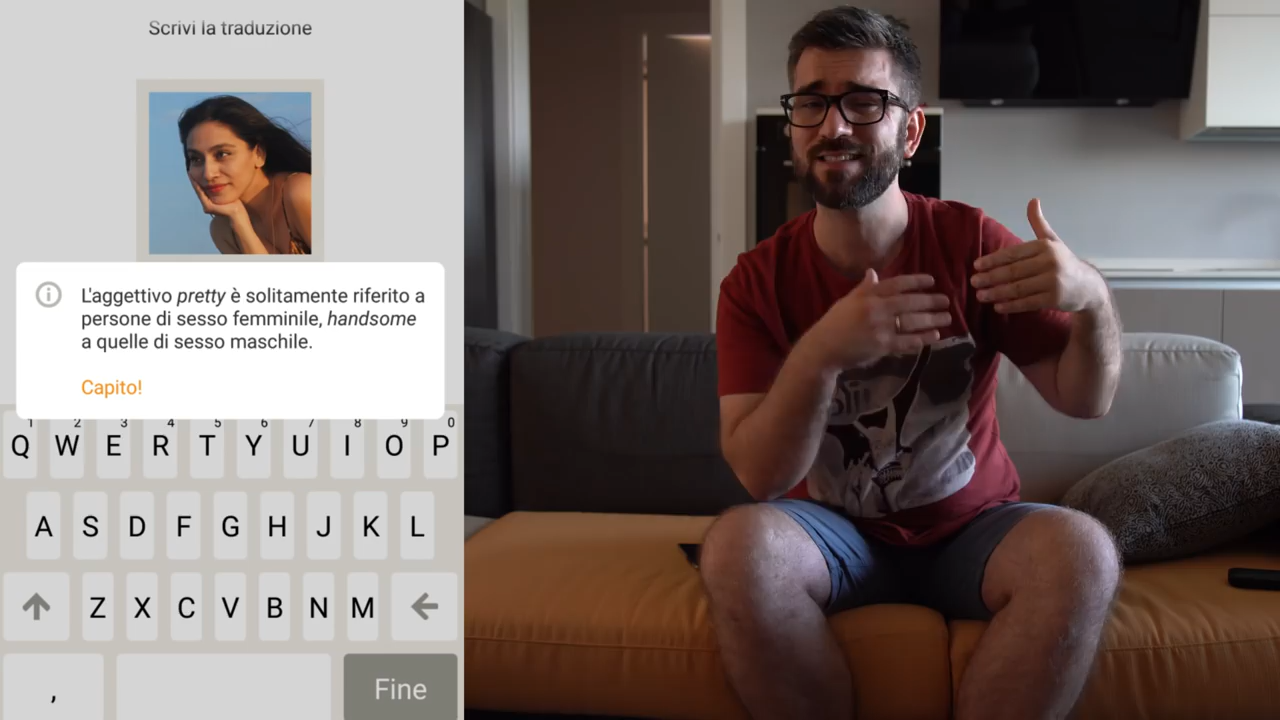 Scrivi la traduzione
L'aggettivo pretty è solitamente riferito a
persone di sesso femminile, handsome
a quelle di sesso maschile.
Capito!
1 2 3 4 5 6 7 8 9 0
Q W E R T Y U I O P
A S D F G H J K L
Z X C V B N M
, Fine